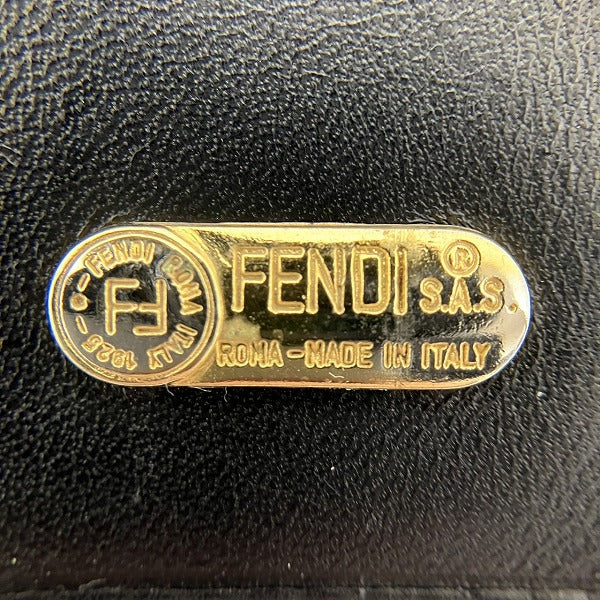 FENDI ROMA ITALY 1925 ®
FF
FENDI ® S.A.S.
ROMA - MADE IN ITALY